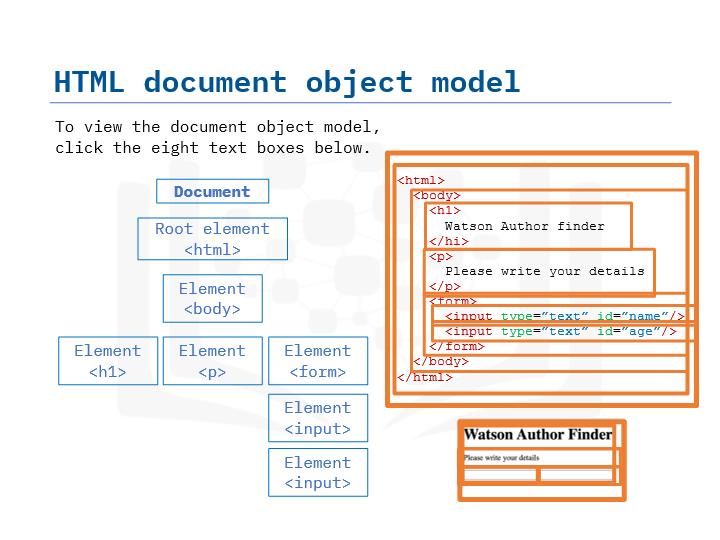 HTML document object model
To view the document object model,
click the eight text boxes below.
Document
Root element
<html>
Element
<body>
Element
<h1>
Element
<p>
Element
<form>
Element
<input>
Element
<input>
<html>
<body>
<h1>
Watson Author finder
</hi>
<p>
Please write your details
</p>
<form>
<input type=”text” id=”name”/>
<input type=”text” id=”age”/>
</form>
</body>
</html>
Watson Author Finder
Please write your details